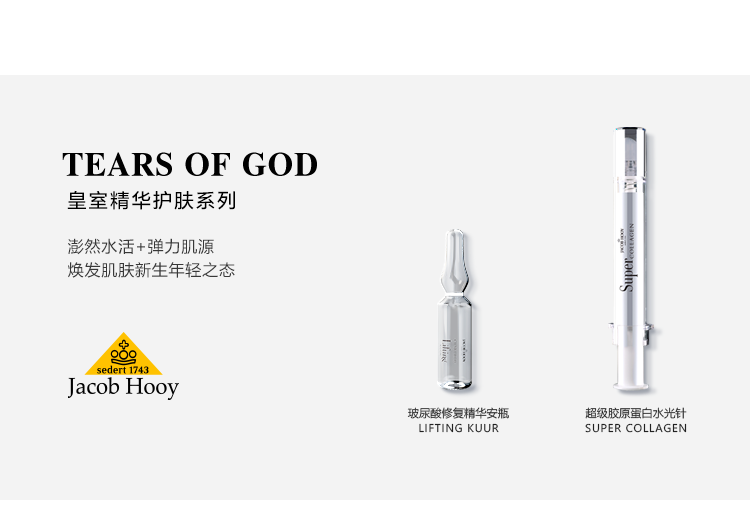 TEARS OF GOD
皇室精华护肤系列
澎然水活+弹力肌源
焕发肌肤新生年轻之态
sedert 1743
Jacob Hooy
JACOB HOOY
Super COLLAGEN
玻尿酸修复精华安瓶
LIFTING KUUR
超级胶原蛋白水光针
SUPER COLLAGEN